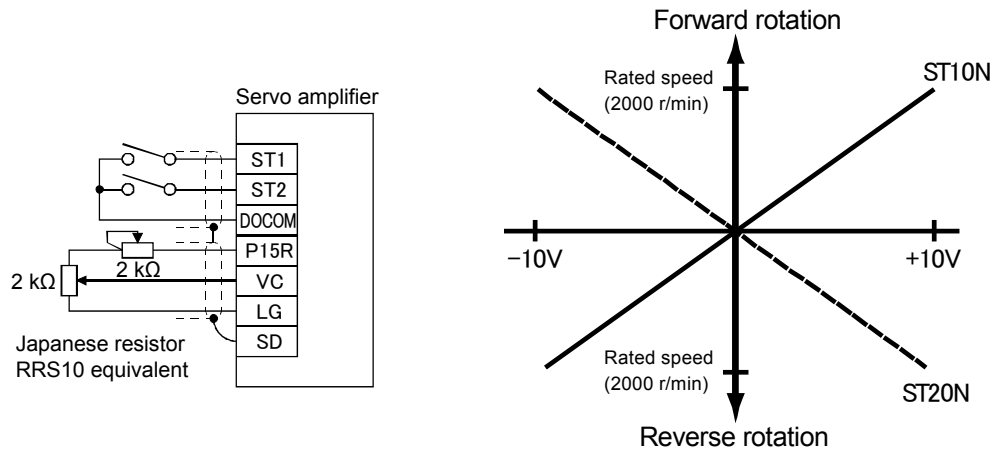 Servo amplifier
ST1
ST2
DOCOM
P15R
2 kΩ
VC
2 kΩ
LG
SD
Japanese resistor
RRS10 equivalent
Forward rotation
Rated speed
(2000 r/min)
ST10N
−10V
+10V
Rated speed
(2000 r/min)
ST20N
Reverse rotation